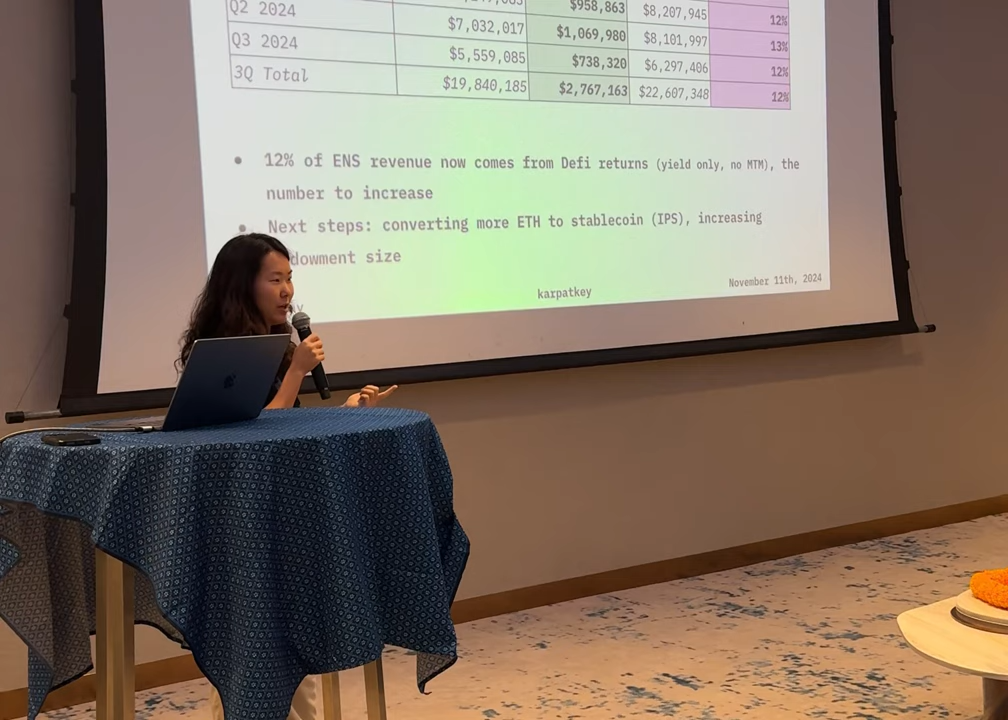 $958,863 $8,207,945 12%
Q2 2024 $7,032,017 $1,069,980 $8,101,997 13%
Q3 2024 $5,559,085 $738,320 $6,297,406 12%
3Q Total $19,840,185 $2,767,163 $22,607,348 12%
• 12% of ENS revenue now comes from Defi returns (yield only, no MTM), the
number to increase
• Next steps: converting more ETH to stablecoin (IPS), increasing
dowment size
karpatkey
November 11th, 2024